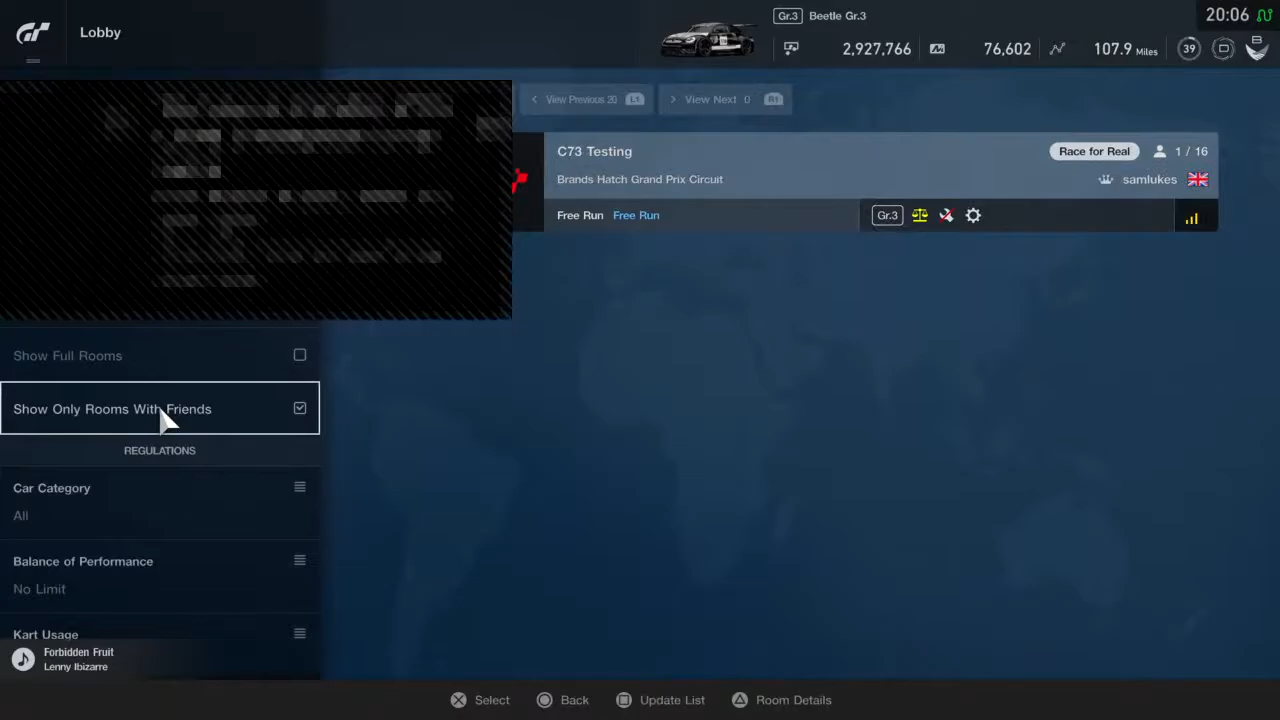 Lobby
Gr.3 Beetle Gr.3
20:06
2,927,766 76,602 107.9 Miles 39 B
View Previous 20 L1 View Next 0 R1
C73 Testing
Race for Real 1 / 16
Brands Hatch Grand Prix Circuit
samlukes
Free Run Free Run
Gr.3
Show Full Rooms
Show Only Rooms With Friends
REGULATIONS
Car Category
All
Balance of Performance
No Limit
Kart Usage
Forbidden Fruit
Lenny Ibizarre
Select Back Update List Room Details